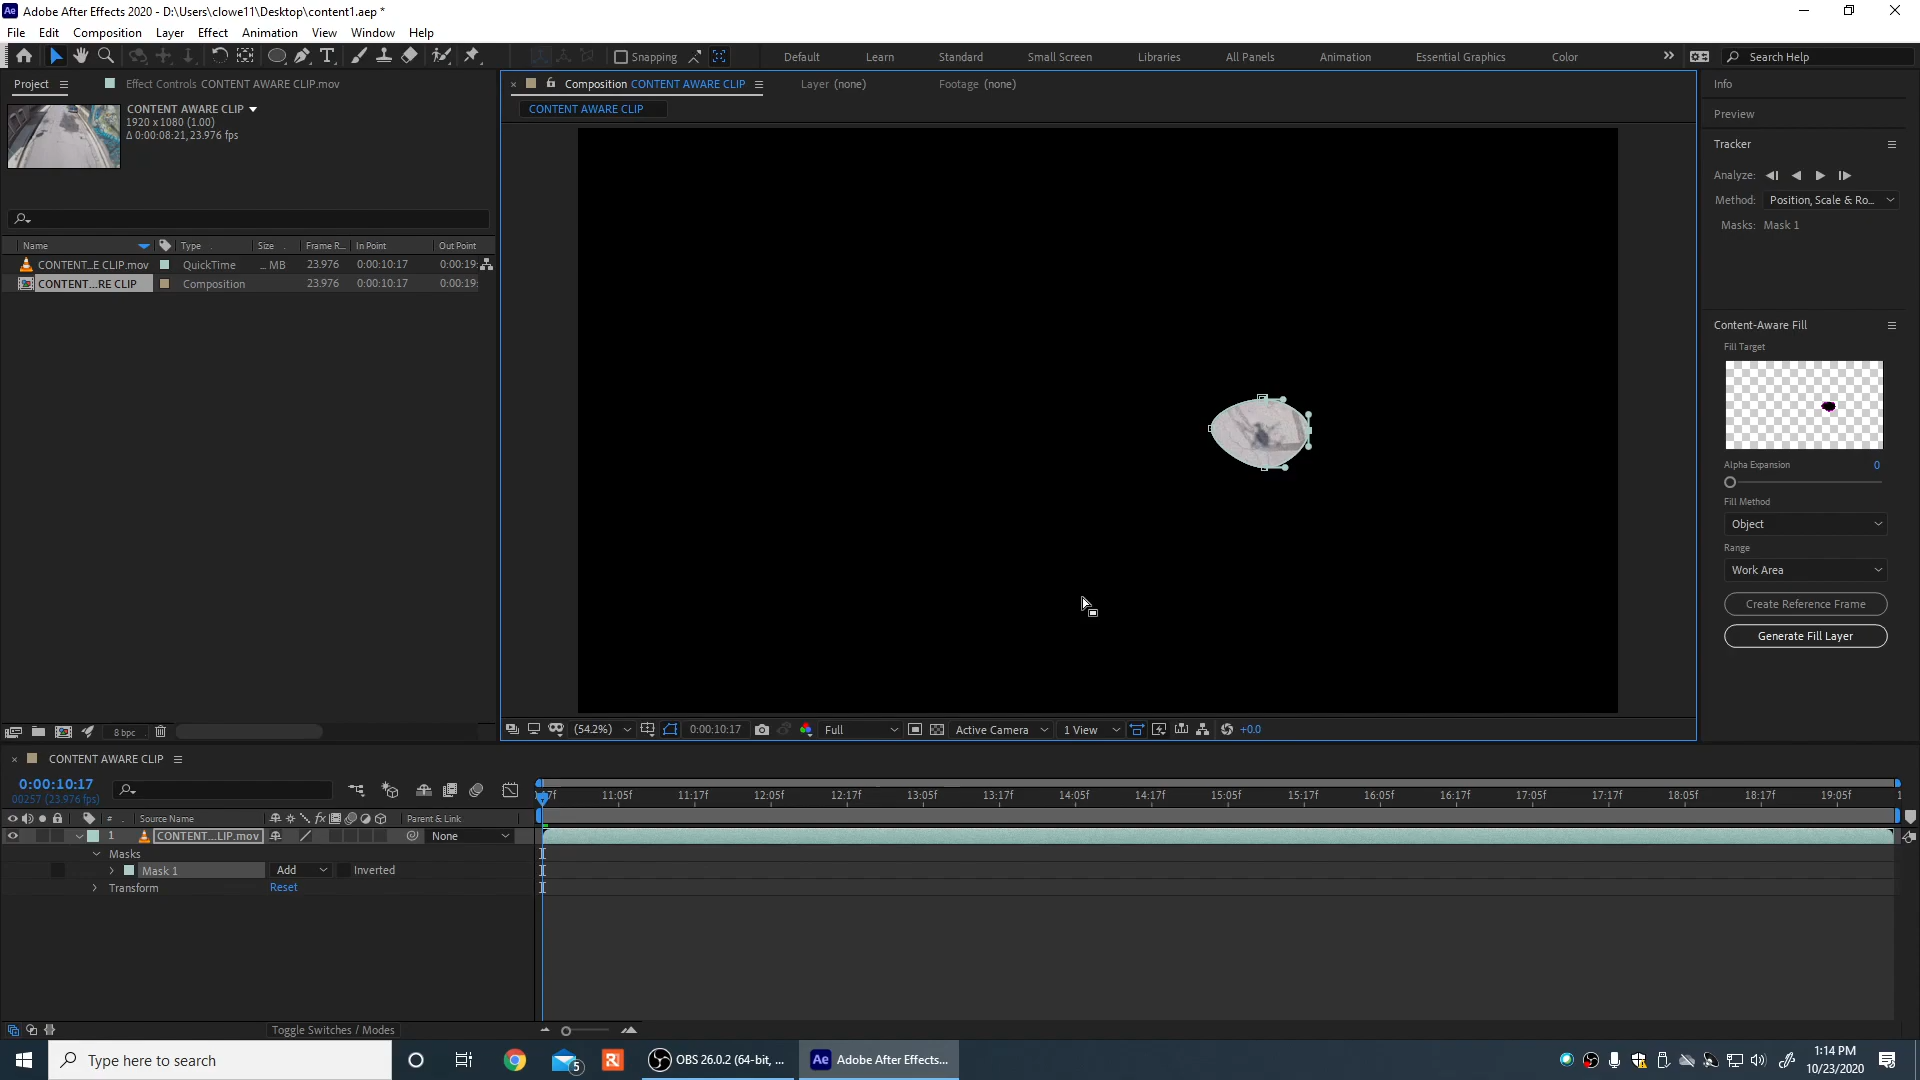 Adobe After Effects 2020 - D:\Users\clowe11\Desktop\content1.aep *
File Edit Composition Layer Effect Animation View Window Help
Snapping Default Learn Standard Small Screen Libraries All Panels Animation Essential Graphics Color Search Help
Project Effect Controls CONTENT AWARE CLIP.mov
CONTENT AWARE CLIP
1920 x 1080 (1.00)
Δ 0:00:08:21, 23.976 fps
Name Type Size Frame R... In Point Out Point
CONTENT...E CLIP.mov QuickTime ... MB 23.976 0:00:10:17 0:00:19:
CONTENT...RE CLIP Composition 23.976 0:00:10:17 0:00:19:
8 bpc
Composition CONTENT AWARE CLIP Layer (none) Footage (none)
CONTENT AWARE CLIP
(54.2%) 0:00:10:17 Full Active Camera 1 View +0.0
Info
Preview
Tracker
Analyze:
Method: Position, Scale & Ro...
Masks: Mask 1
Content-Aware Fill
Fill Target
Alpha Expansion 0
Fill Method
Object
Range
Work Area
Create Reference Frame
Generate Fill Layer
CONTENT AWARE CLIP
0:00:10:17
00257 (23.976 fps)
11:05f 11:17f 12:05f 12:17f 13:05f 13:17f 14:05f 14:17f 15:05f 15:17f 16:05f 16:17f 17:05f 17:17f 18:05f 18:17f 19:05f
# Source Name fx Parent & Link
1 CONTENT...LIP.mov None
Masks
Mask 1 Add Inverted
Transform Reset
Toggle Switches / Modes
Type here to search
5
OBS 26.0.2 (64-bit, ...
Ae Adobe After Effects...
1:14 PM
10/23/2020